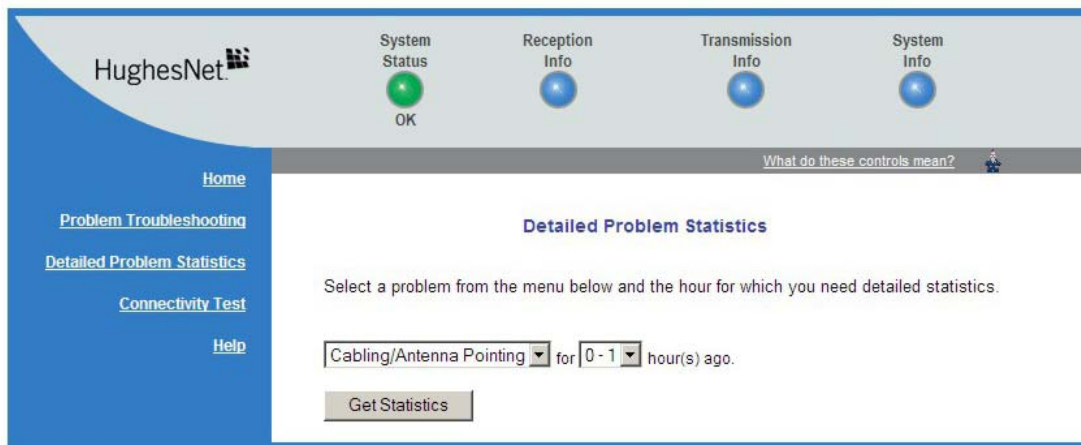 HughesNet.
System
Status
OK
Reception
Info
Transmission
Info
System
Info
What do these controls mean?
Home
Problem Troubleshooting
Detailed Problem Statistics
Connectivity Test
Help
Detailed Problem Statistics
Select a problem from the menu below and the hour for which you need detailed statistics.
Cabling/Antenna Pointing for 0 - 1 hour(s) ago.
Get Statistics